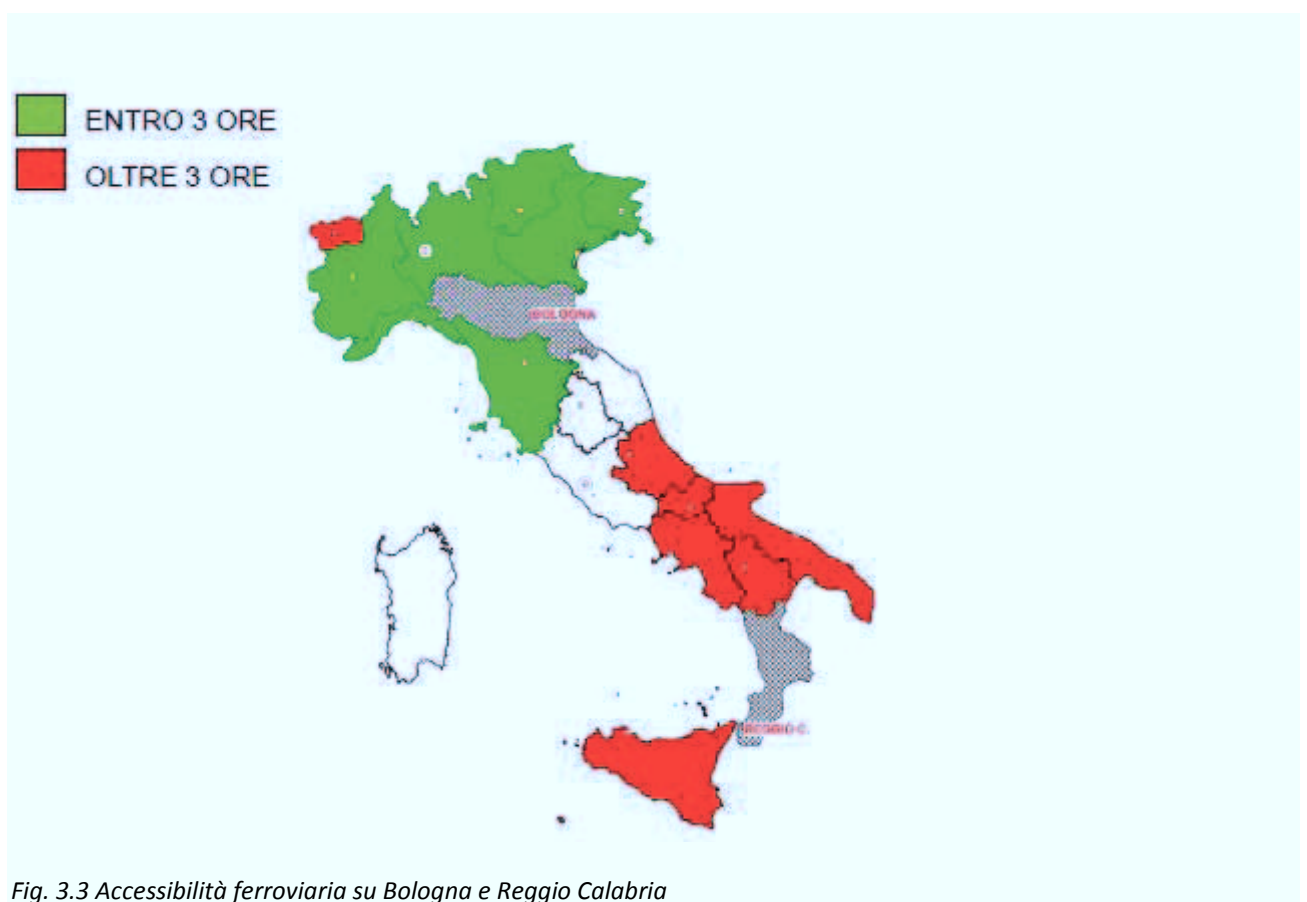 ENTRO 3 ORE
OLTRE 3 ORE
BOLOGNA
REGGIO C.
Fig. 3.3 Accessibilità ferroviaria su Bologna e Reggio Calabria